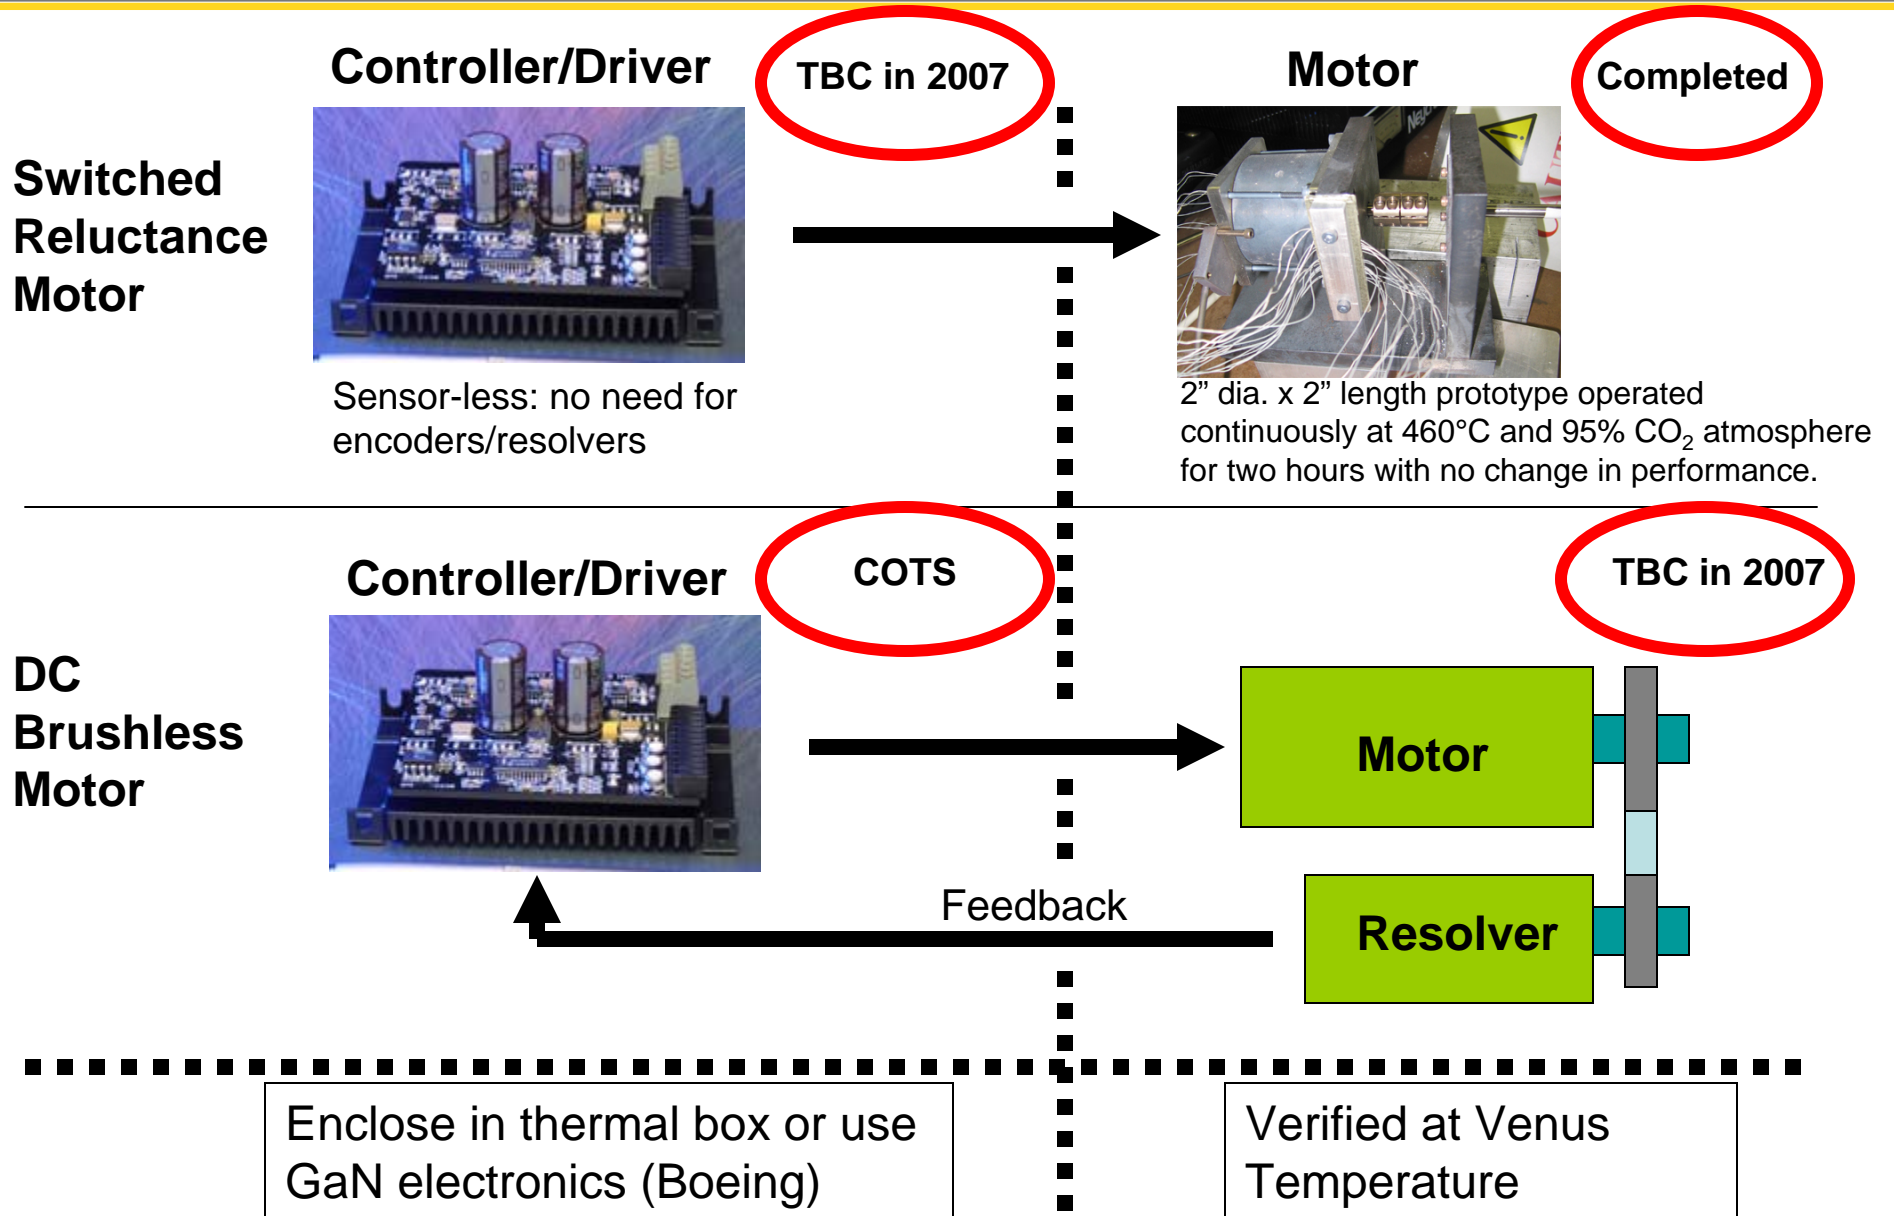 Controller/Driver
TBC in 2007
Motor
Completed
Switched
Reluctance
Motor
Sensor-less: no need for
encoders/resolvers
2” dia. x 2” length prototype operated
continuously at 460°C and 95% CO₂ atmosphere
for two hours with no change in performance.
Controller/Driver
COTS
TBC in 2007
DC
Brushless
Motor
Motor
Feedback
Resolver
Enclose in thermal box or use
GaN electronics (Boeing)
Verified at Venus
Temperature